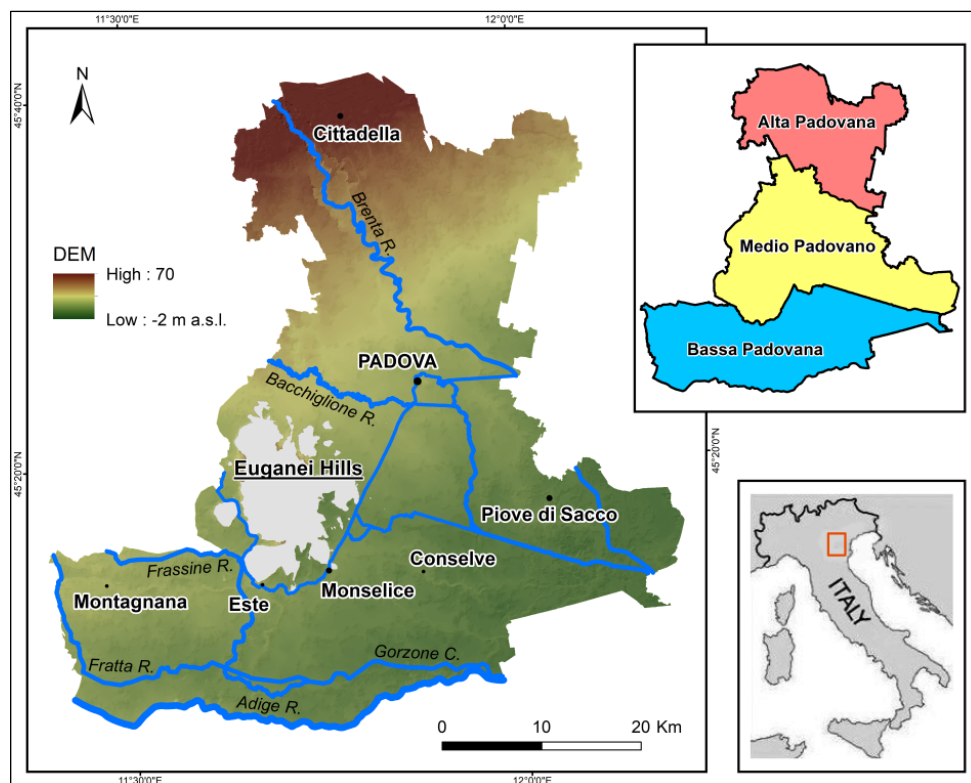 11°30'0"E
12°0'0"E
N
45°40'0"N
Cittadella
Brenta R.
DEM
High : 70
Low : -2 m a.s.l.
PADOVA
Bacchiglione R.
Euganei Hills
45°20'0"N
45°20'0"N
Piove di Sacco
Conselve
Frassine R.
Monselice
Montagnana
Este
Fratta R.
Gorzone C.
Adige R.
0
10
20 Km
11°30'0"E
12°0'0"E
Alta Padovana
Medio Padovano
Bassa Padovana
ITALY